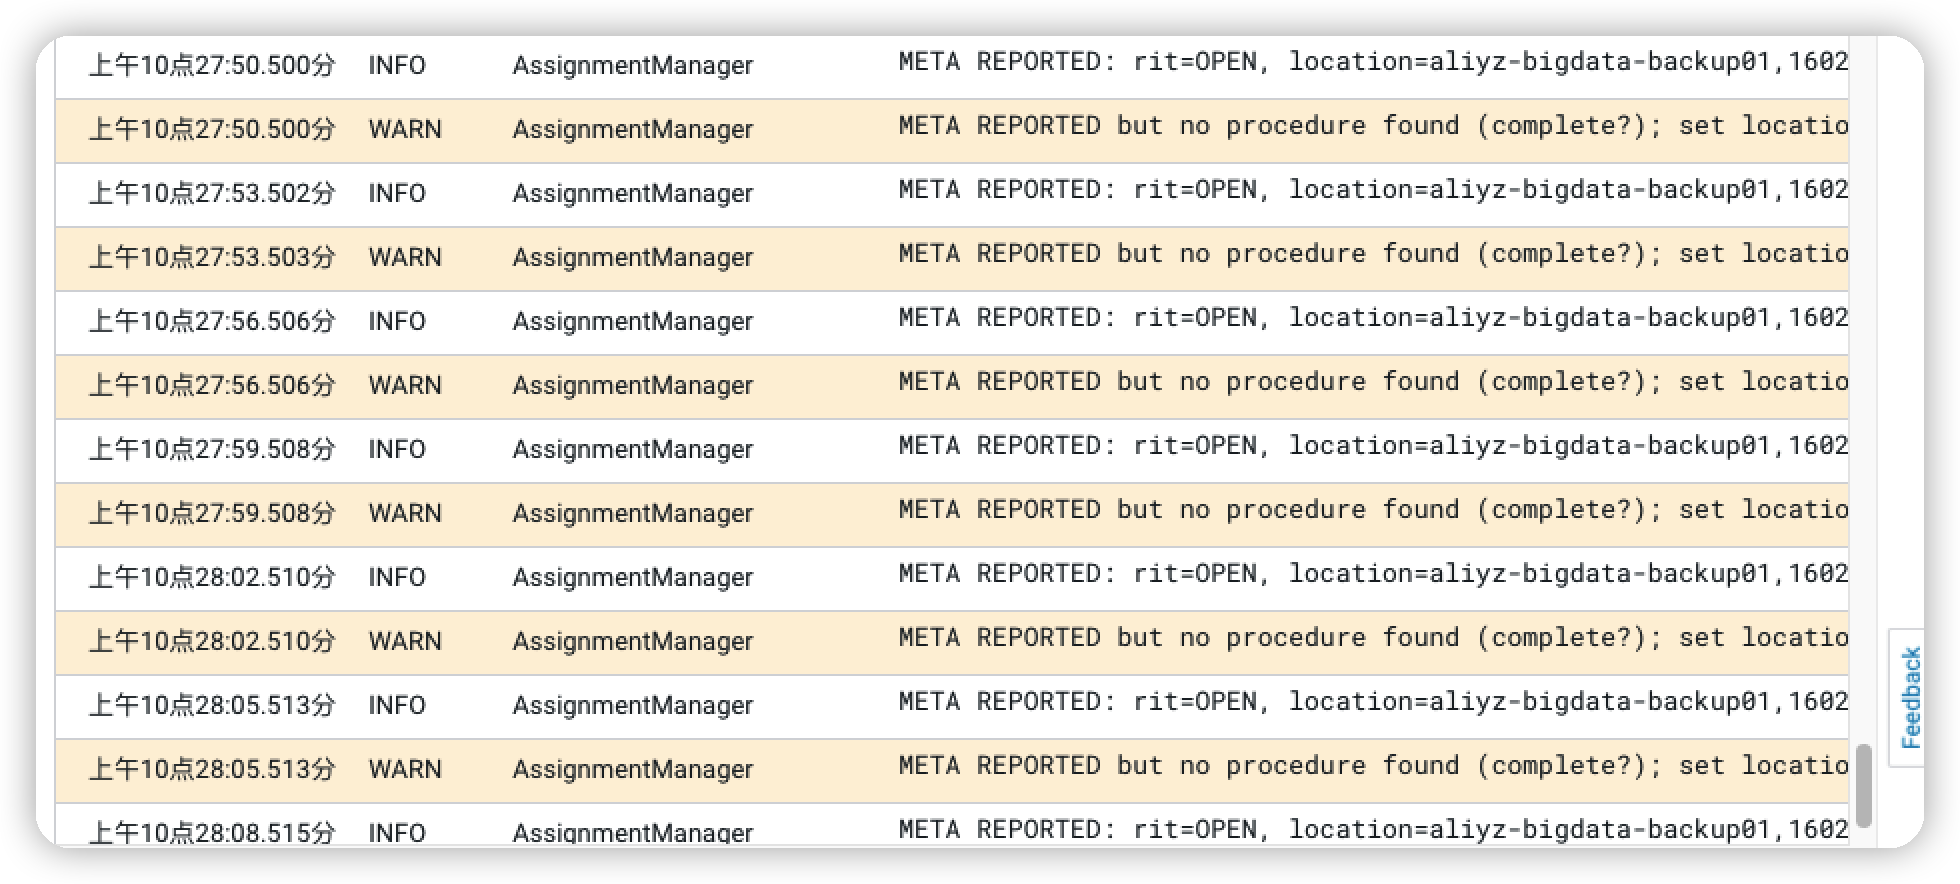 上午10点27:50.500分 INFO AssignmentManager META REPORTED: rit=OPEN, location=aliyz-bigdata-backup01,1602
上午10点27:50.500分 WARN AssignmentManager META REPORTED but no procedure found (complete?); set locatio
上午10点27:53.502分 INFO AssignmentManager META REPORTED: rit=OPEN, location=aliyz-bigdata-backup01,1602
上午10点27:53.503分 WARN AssignmentManager META REPORTED but no procedure found (complete?); set locatio
上午10点27:56.506分 INFO AssignmentManager META REPORTED: rit=OPEN, location=aliyz-bigdata-backup01,1602
上午10点27:56.506分 WARN AssignmentManager META REPORTED but no procedure found (complete?); set locatio
上午10点27:59.508分 INFO AssignmentManager META REPORTED: rit=OPEN, location=aliyz-bigdata-backup01,1602
上午10点27:59.508分 WARN AssignmentManager META REPORTED but no procedure found (complete?); set locatio
上午10点28:02.510分 INFO AssignmentManager META REPORTED: rit=OPEN, location=aliyz-bigdata-backup01,1602
上午10点28:02.510分 WARN AssignmentManager META REPORTED but no procedure found (complete?); set locatio
上午10点28:05.513分 INFO AssignmentManager META REPORTED: rit=OPEN, location=aliyz-bigdata-backup01,1602
上午10点28:05.513分 WARN AssignmentManager META REPORTED but no procedure found (complete?); set locatio
上午10点28:08.515分 INFO AssignmentManager META REPORTED: rit=OPEN, location=aliyz-bigdata-backup01,1602
Feedback